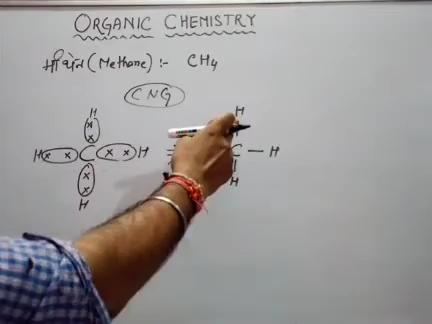 ORGANIC CHEMISTRY
मीथेन (Methane) :- CH4
CNG
H H
H x x C x x H C — H
H H